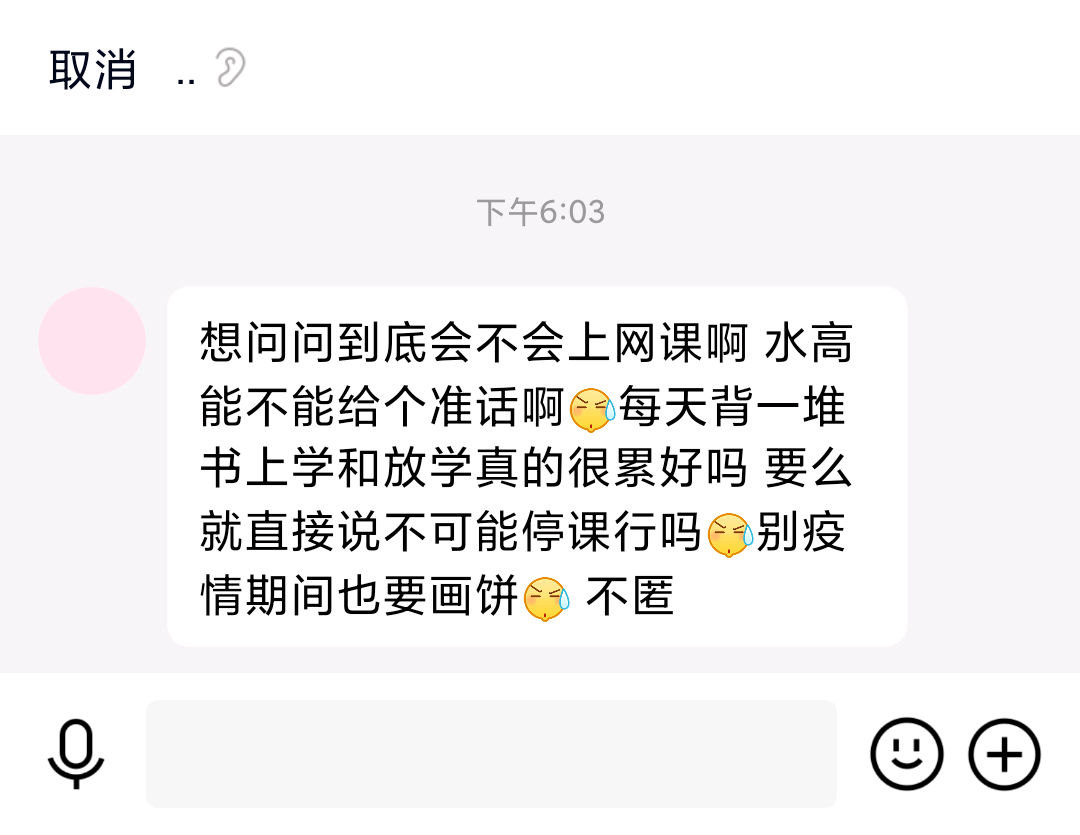 取消 ..
下午6:03
想问问到底会不会上网课啊 水高
能不能给个准话啊每天背一堆
书上学和放学真的很累好吗 要么
就直接说不可能停课行吗别疫
情期间也要画饼 不匿